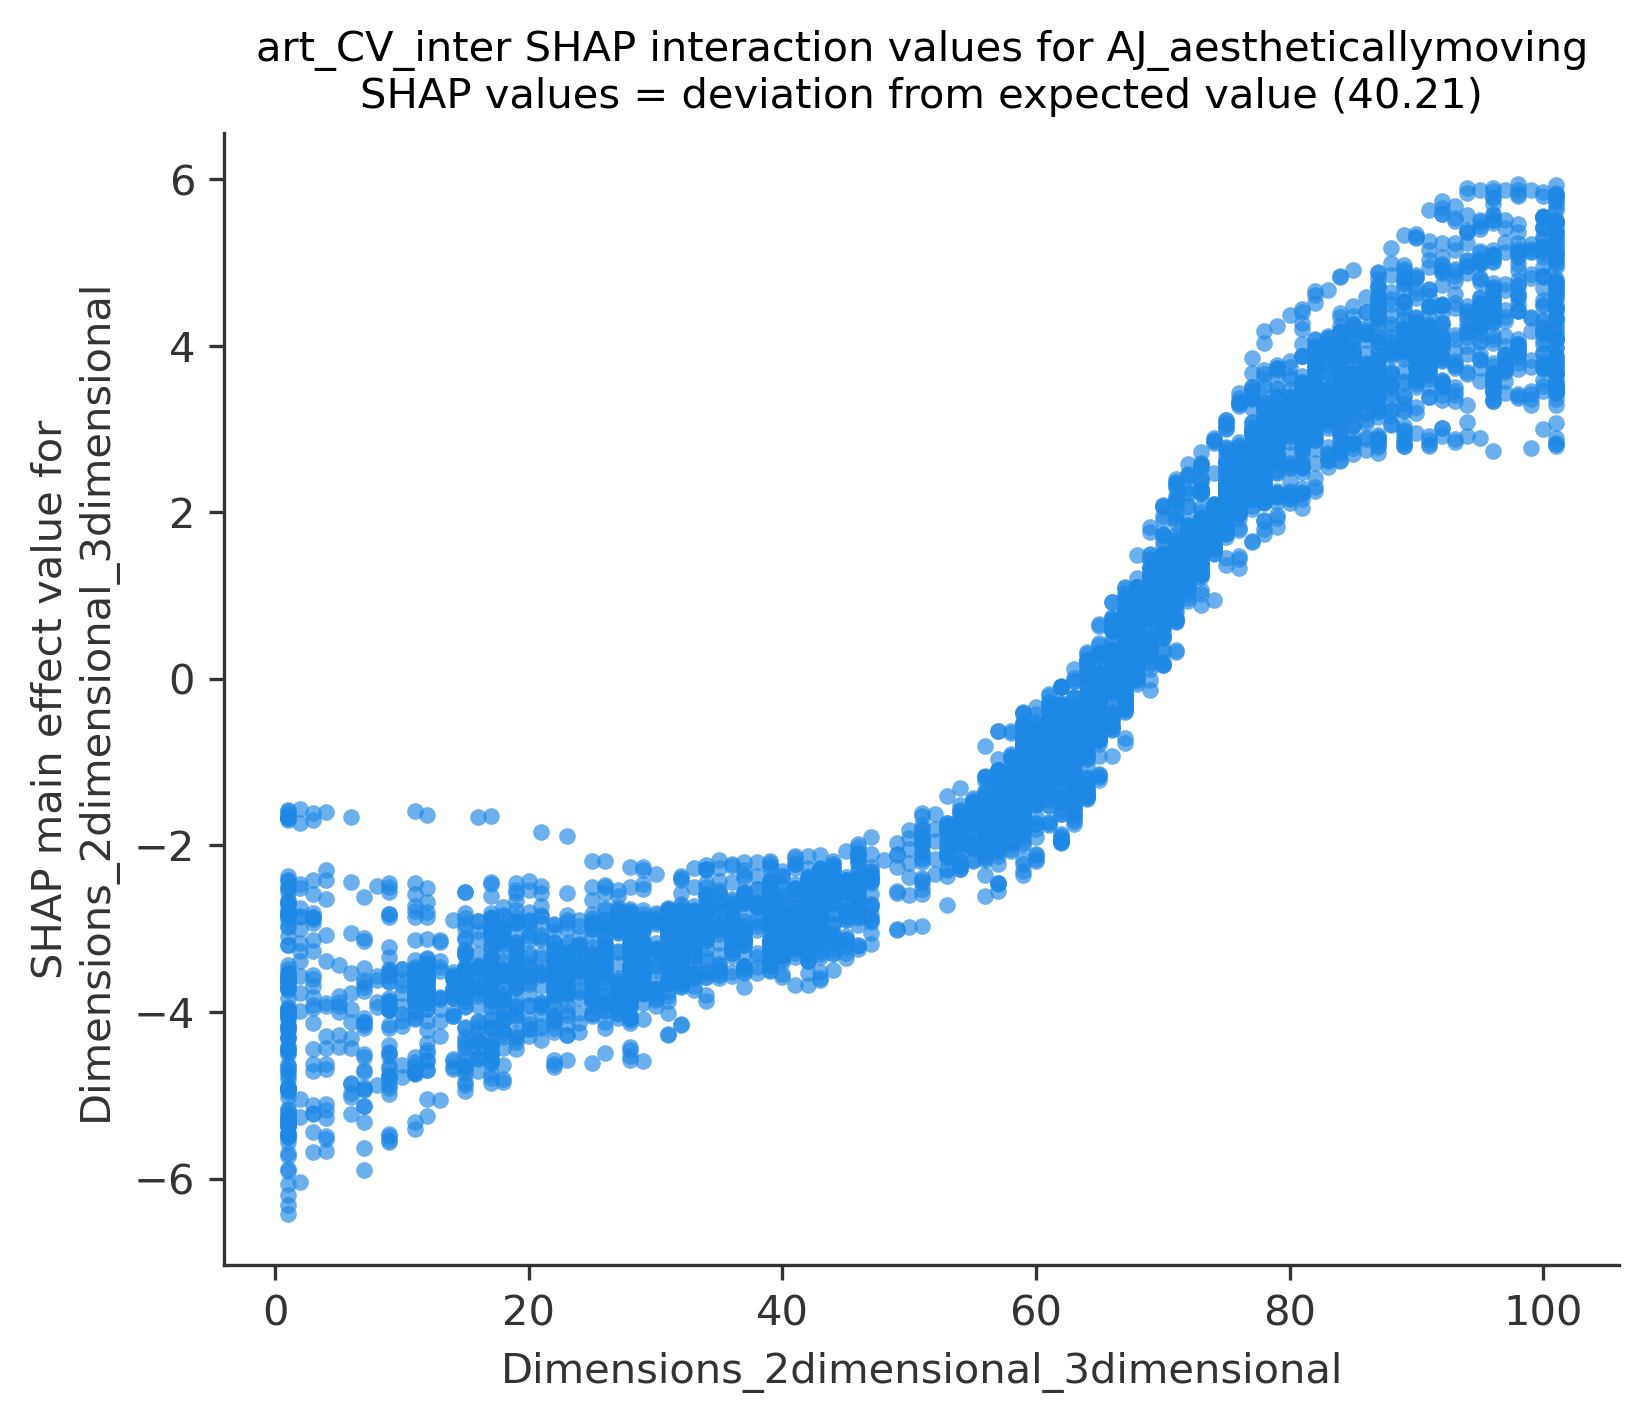 art_CV_inter SHAP interaction values for AJ_aestheticallymoving
SHAP values = deviation from expected value (40.21)
SHAP main effect value for
Dimensions_2dimensional_3dimensional
6
4
2
0
−2
−4
−6
0
20
40
60
80
100
Dimensions_2dimensional_3dimensional